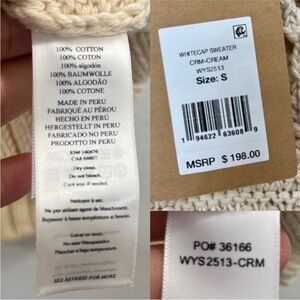 100% COTTON
100% COTON
100% algodón
100% BAUMWOLLE
100% ALGODÃO
100% COTONE
MADE IN PERU
FABRIQUÉ AU PÉROU
HECHO EN PERÚ
HERGESTELLT IN PERU
FABRICADO NO PERU
PRODOTTO IN PERU
Dry clean.
Do not bleach.
Cool iron if needed.
Nettoyer à sec.
Ne pas utiliser agent de blanchiment.
Repasser à basse température si besoin.
Lavar en seco
No usar blanqueador
Planchar en tibio
SEE REVERSE FOR MORE
WHITECAP SWEATER
CRM-CREAM
WYS2513
Size: S
1 94622 63608 9
MSRP $ 198.00
PO# 36166
WYS2513-CRM